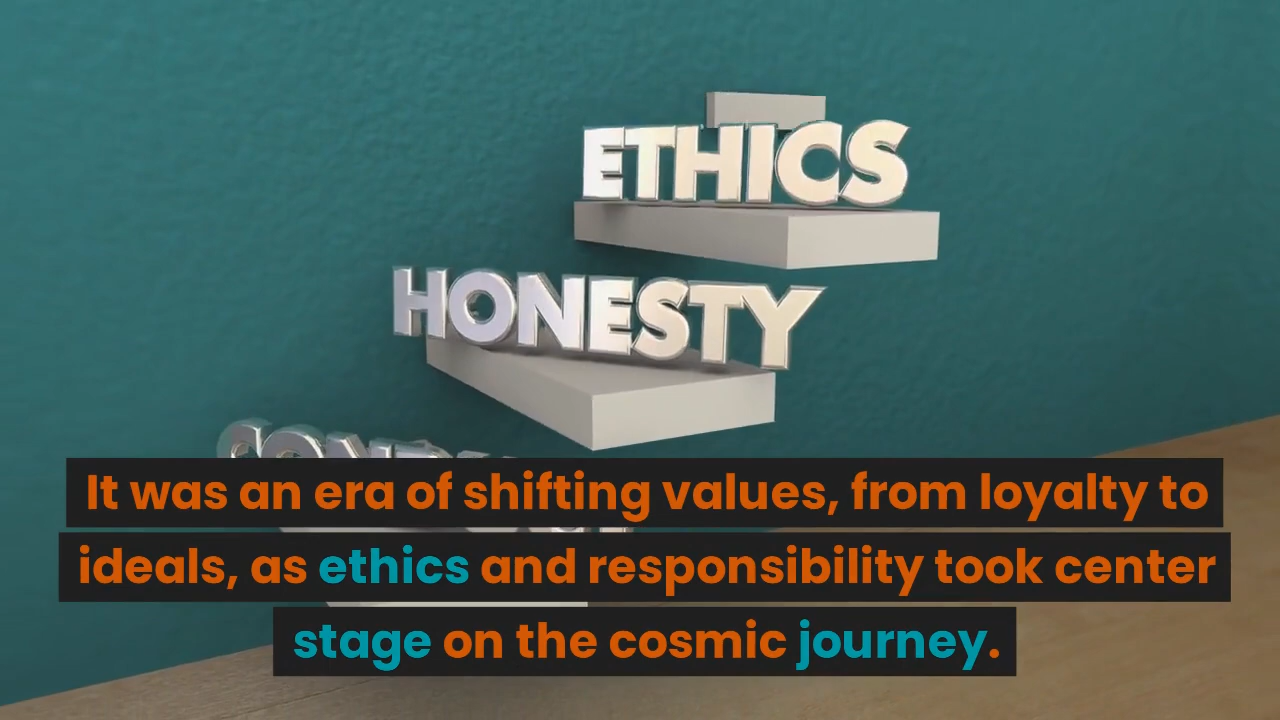 ETHICS
HONESTY
It was an era of shifting values, from loyalty to
ideals, as ethics and responsibility took center
stage on the cosmic journey.